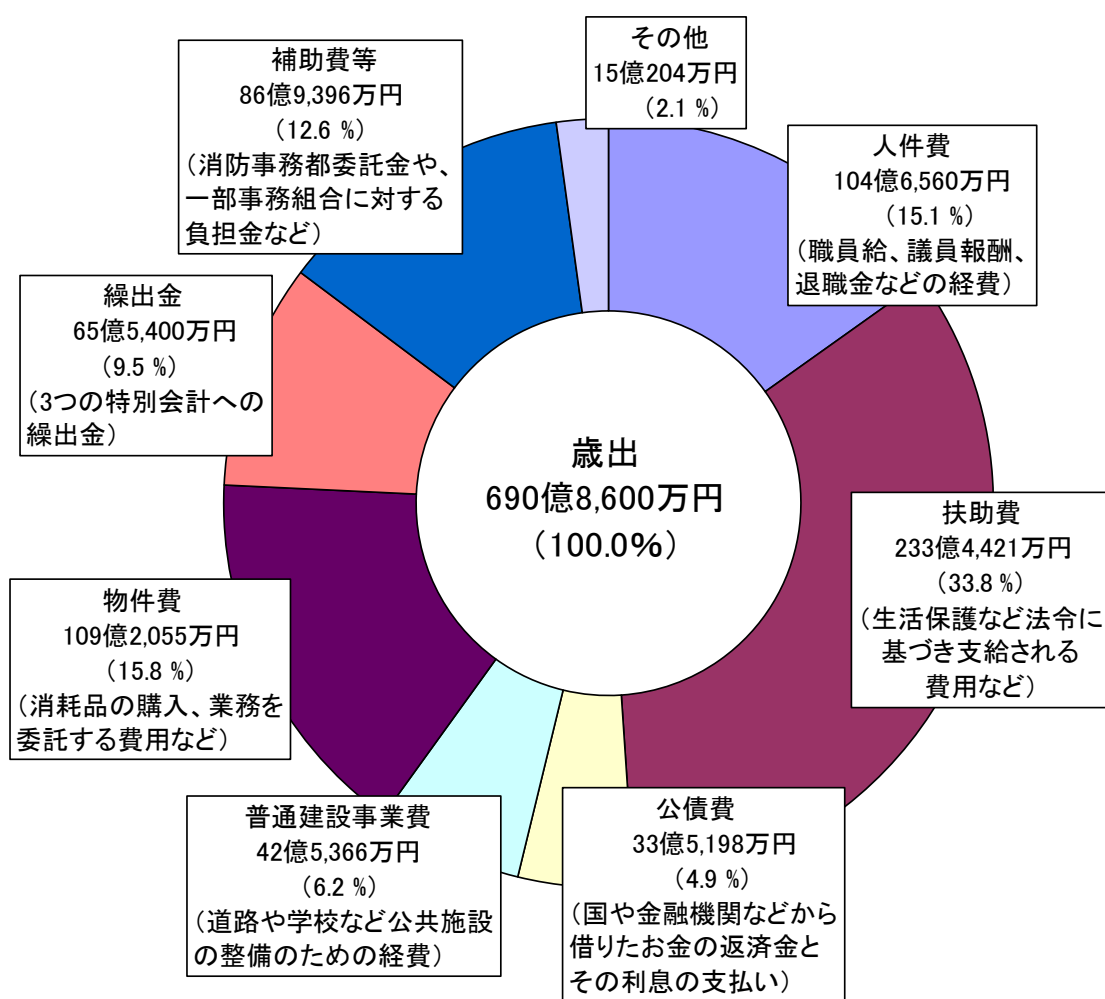 その他
15億204万円
(2.1 %)
人件費
104億6,560万円
(15.1 %)
(職員給、議員報酬、
退職金などの経費)
扶助費
233億4,421万円
(33.8 %)
(生活保護など法令に
基づき支給される
費用など)
公債費
33億5,198万円
(4.9 %)
(国や金融機関などから
借りたお金の返済金と
その利息の支払い)
普通建設事業費
42億5,366万円
(6.2 %)
(道路や学校など公共施設
の整備のための経費)
物件費
109億2,055万円
(15.8 %)
(消耗品の購入、業務を
委託する費用など)
繰出金
65億5,400万円
(9.5 %)
(3つの特別会計への
繰出金)
補助費等
86億9,396万円
(12.6 %)
(消防事務都委託金や、
一部事務組合に対する
負担金など)
歳出
690億8,600万円
(100.0%)